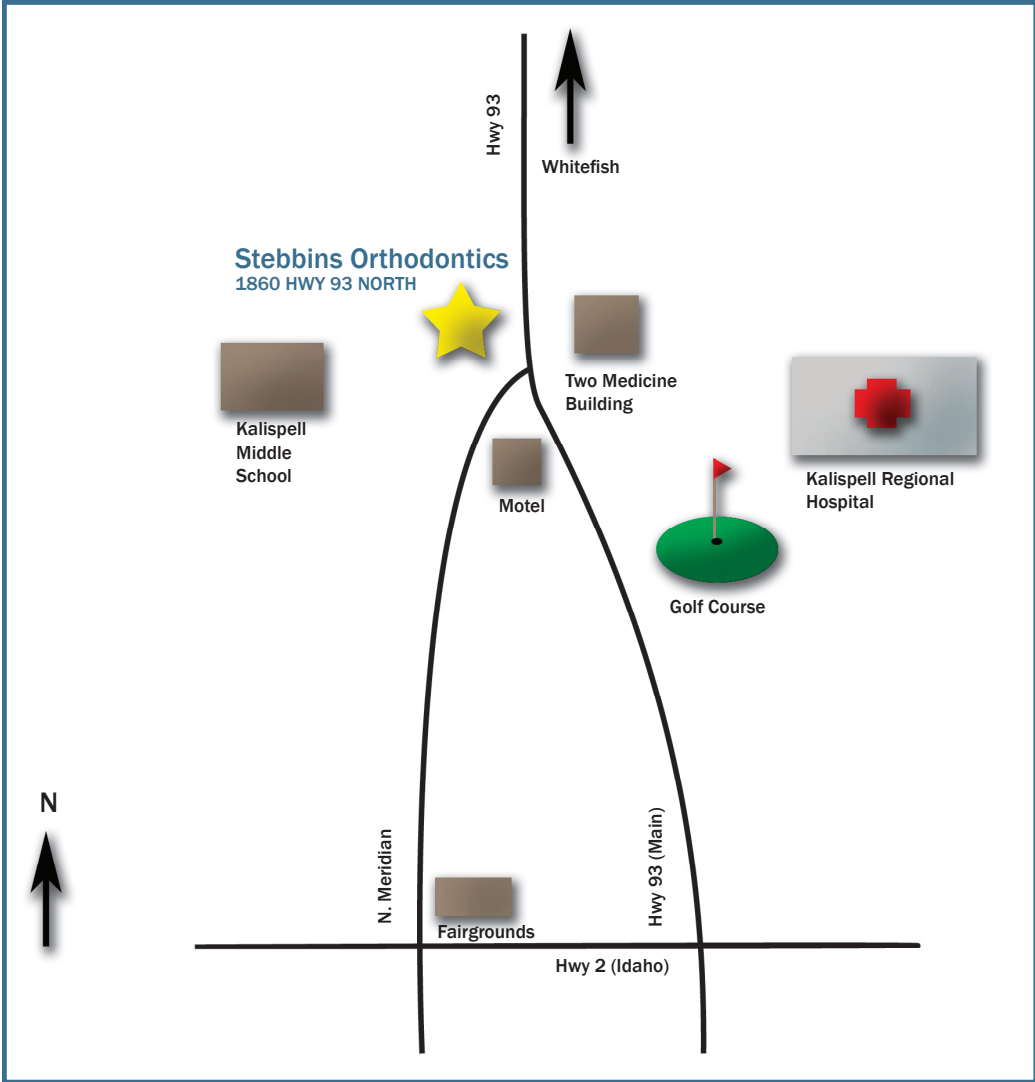 Hwy 93
Whitefish
Stebbins Orthodontics
1860 HWY 93 NORTH
Two Medicine
Building
Kalispell
Middle
School
Kalispell Regional
Hospital
Motel
Golf Course
N
N. Meridian
Hwy 93 (Main)
Fairgrounds
Hwy 2 (Idaho)